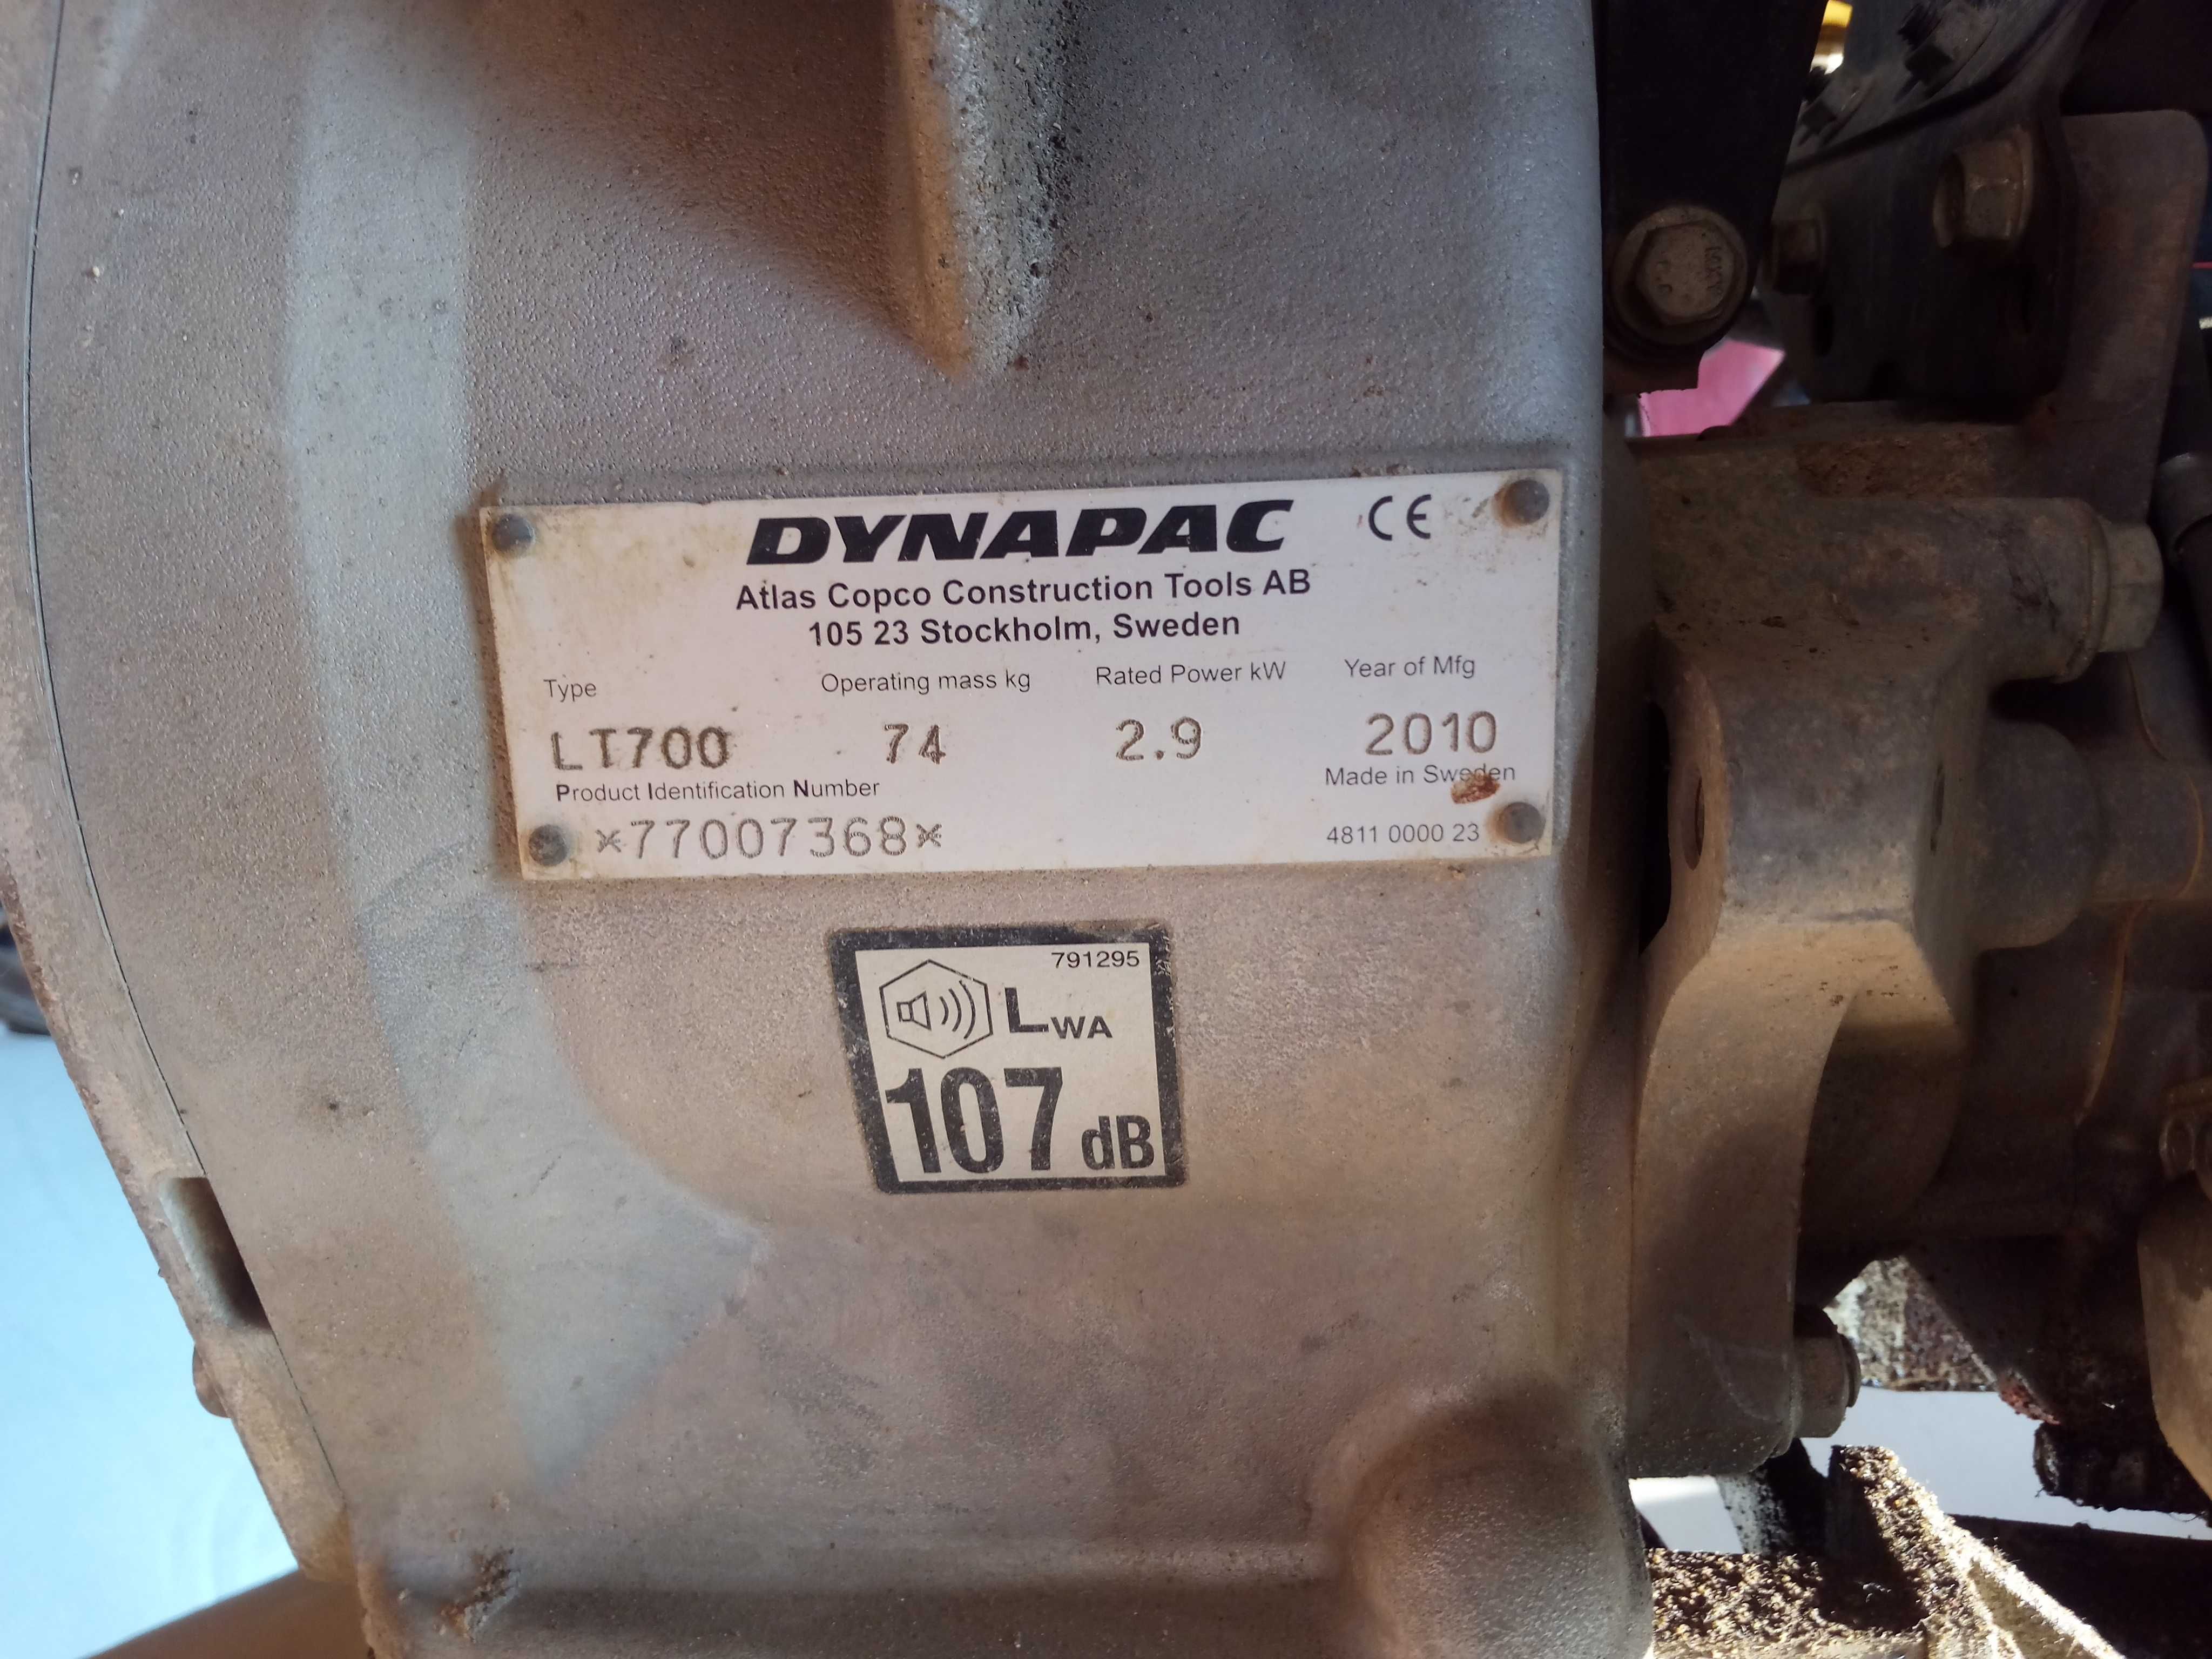 DYNAPAC CE
Atlas Copco Construction Tools AB
105 23 Stockholm, Sweden
Type Operating mass kg Rated Power kW Year of Mfg
LT700 74 2.9 2010
Product Identification Number Made in Sweden
*77007368* 4811 0000 23
791295
LWA
107 dB